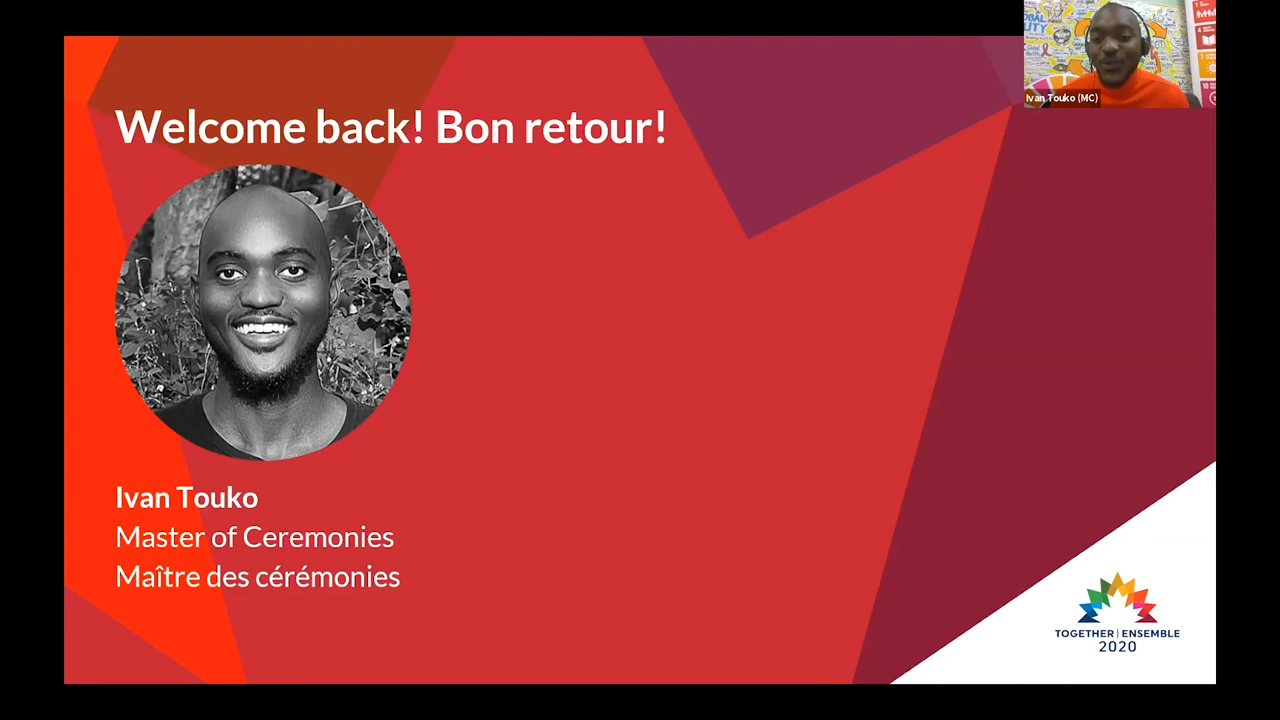 Welcome back! Bon retour!
Ivan Touko (MC)
Ivan Touko
Master of Ceremonies
Maître des cérémonies
TOGETHER | ENSEMBLE
2020